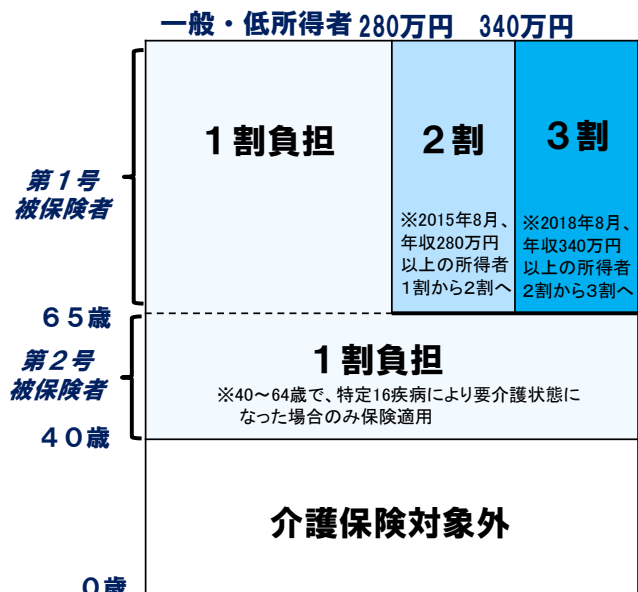 一般・低所得者 280万円 340万円
1割負担
2割
3割
第1号
被保険者
※2015年8月、
年収280万円
以上の所得者
1割から2割へ
※2018年8月、
年収340万円
以上の所得者
2割から3割へ
65歳
第2号
被保険者
1割負担
※40～64歳で、特定16疾病により要介護状態に
なった場合のみ保険適用
40歳
介護保険対象外
0歳